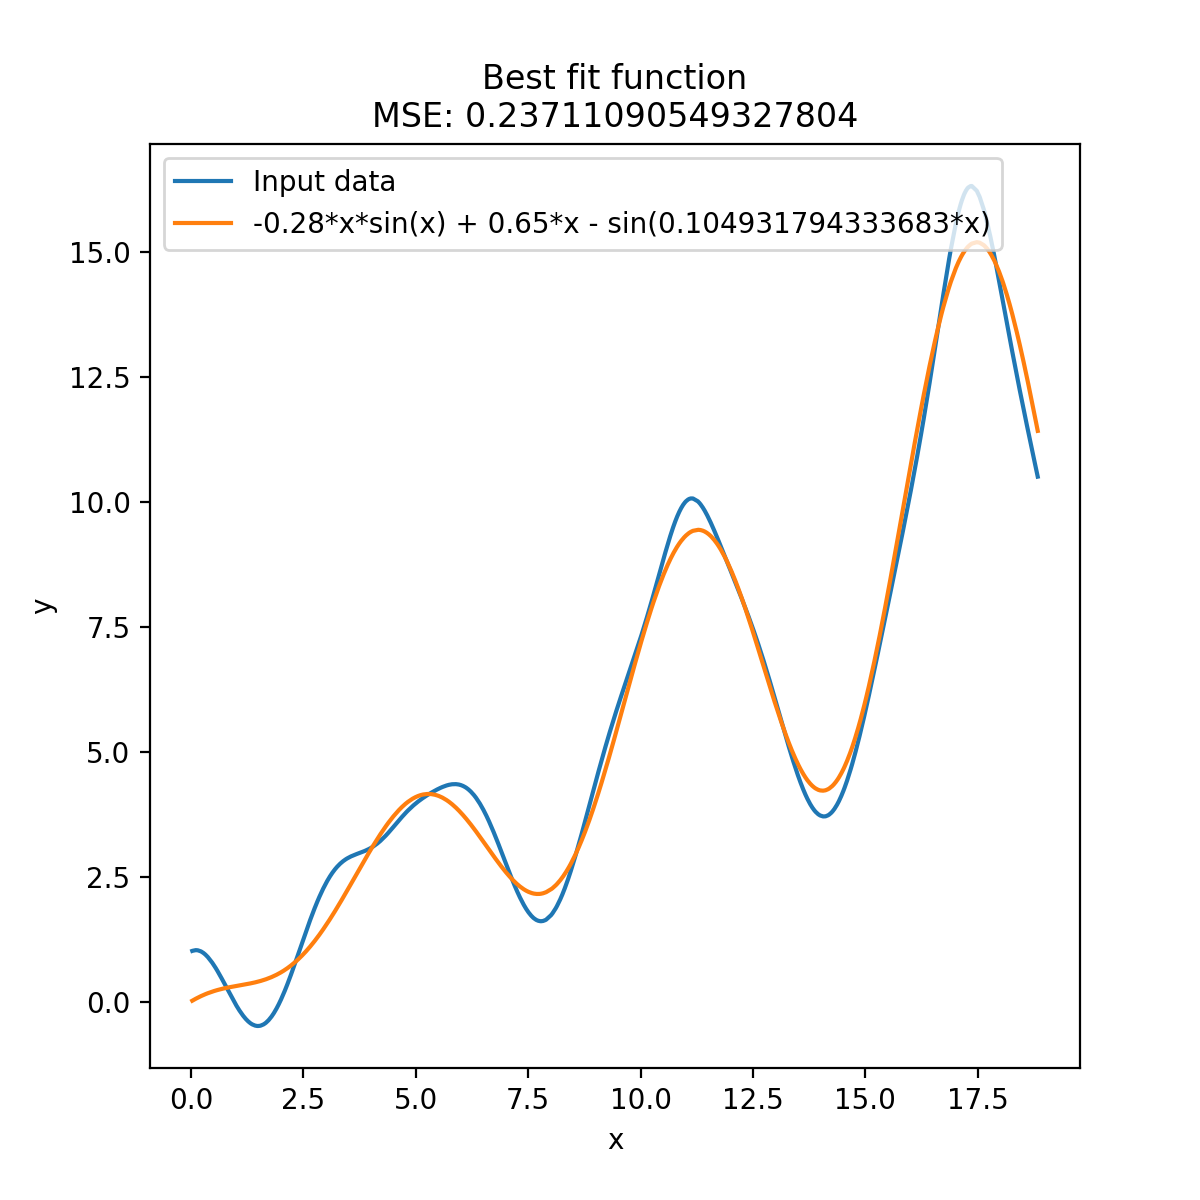 Best fit function
MSE: 0.23711090549327804
Input data
-0.28*x*sin(x) + 0.65*x - sin(0.104931794333683*x)
15.0
12.5
10.0
7.5
5.0
2.5
0.0
y
0.0 2.5 5.0 7.5 10.0 12.5 15.0 17.5
x